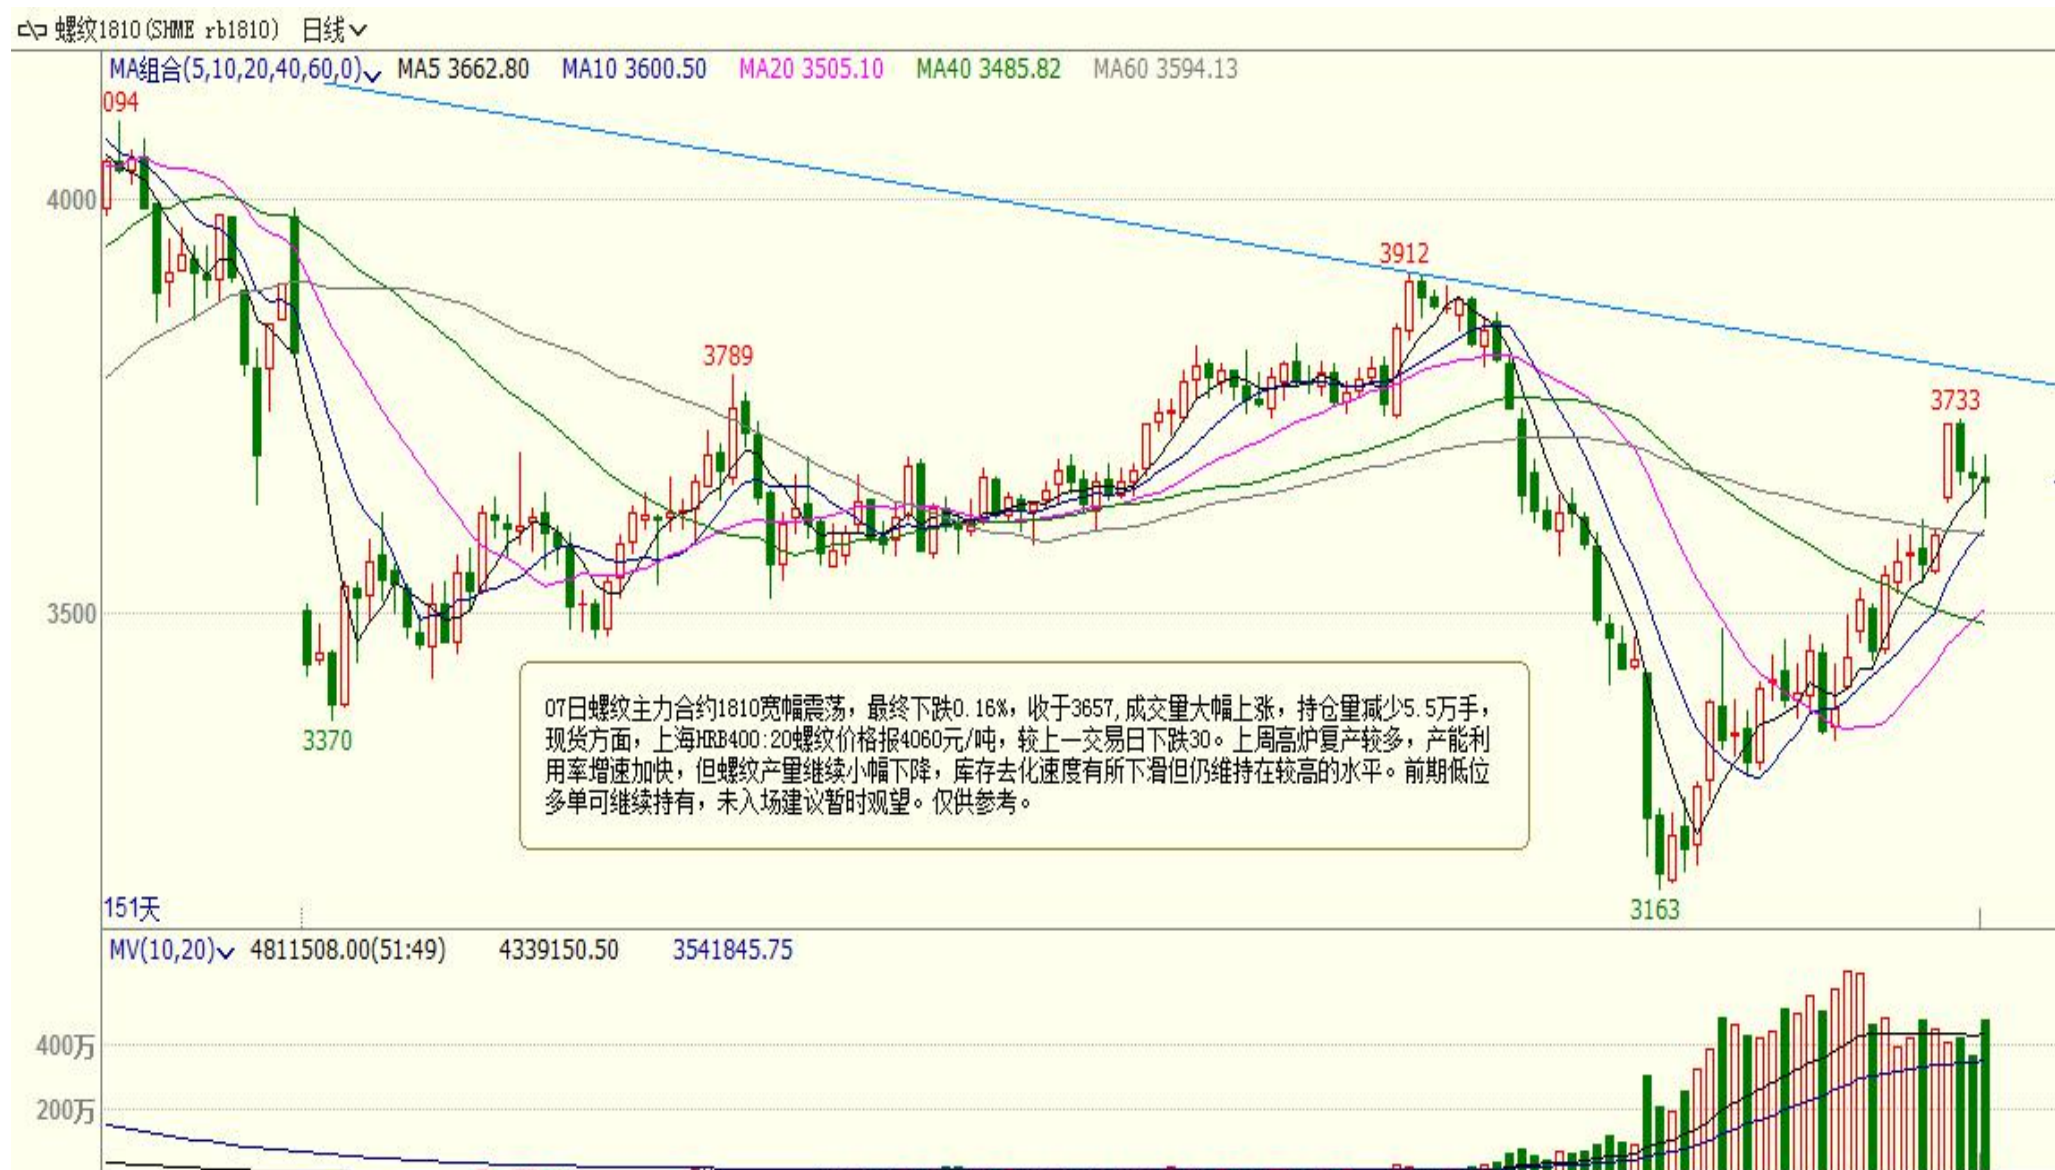 螺纹1810(SHME rb1810) 日线
MA组合(5,10,20,40,60,0) MA5 3662.80 MA10 3600.50 MA20 3505.10 MA40 3485.82 MA60 3594.13
094
4000
3912
3789
3733
3500
07日螺纹主力合约1810宽幅震荡，最终下跌0.16%，收于3657,成交量大幅上涨，持仓量减少5.5万手，
现货方面，上海HRB400:20螺纹价格报4060元/吨，较上一交易日下跌30。上周高炉复产较多，产能利
用率增速加快，但螺纹产量继续小幅下降，库存去化速度有所下滑但仍维持在较高的水平。前期低位
多单可继续持有，未入场建议暂时观望。仅供参考。
3370
151天
3163
MV(10,20) 4811508.00(51:49) 4339150.50 3541845.75
400万
200万